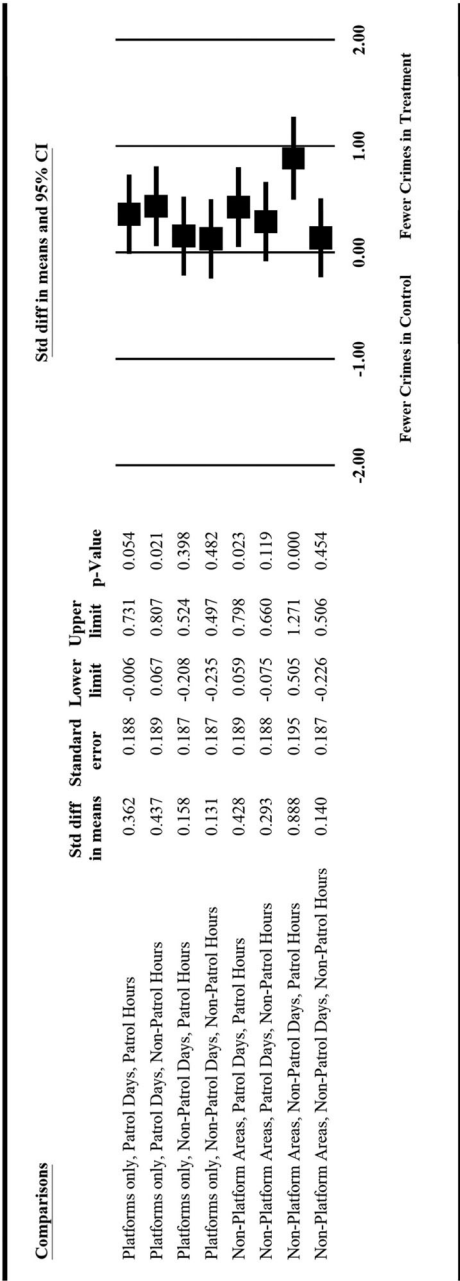 Comparisons Std diff in means and 95% CI
Std diff Standard Lower Upper
in means error limit limit p-Value
Platforms only, Patrol Days, Patrol Hours 0.362 0.188 -0.006 0.731 0.054
Platforms only, Patrol Days, Non-Patrol Hours 0.437 0.189 0.067 0.807 0.021
Platforms only, Non-Patrol Days, Patrol Hours 0.158 0.187 -0.208 0.524 0.398
Platforms only, Non-Patrol Days, Non-Patrol Hours 0.131 0.187 -0.235 0.497 0.482
Non-Platform Areas, Patrol Days, Patrol Hours 0.428 0.189 0.059 0.798 0.023
Non-Platform Areas, Patrol Days, Non-Patrol Hours 0.293 0.188 -0.075 0.660 0.119
Non-Platform Areas, Non-Patrol Days, Patrol Hours 0.888 0.195 0.505 1.271 0.000
Non-Platform Areas, Non-Patrol Days, Non-Patrol Hours 0.140 0.187 -0.226 0.506 0.454
-2.00 -1.00 0.00 1.00 2.00
Fewer Crimes in Control Fewer Crimes in Treatment